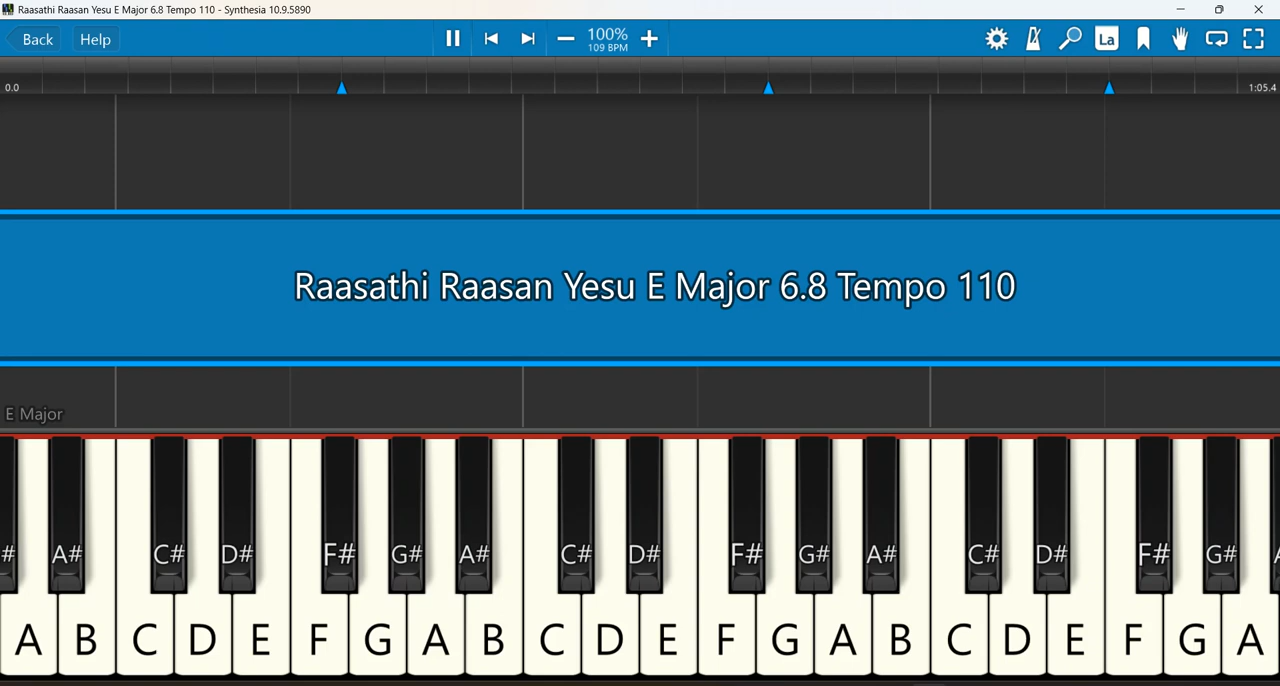 Raasathi Raasan Yesu E Major 6.8 Tempo 110 - Synthesia 10.9.5890
Back Help 100% La
109 BPM
0.0 1:05.4
Raasathi Raasan Yesu E Major 6.8 Tempo 110
E Major
# A# C# D# F# G# A# C# D# F# G# A# C# D# F# G#
A B C D E F G A B C D E F G A B C D E F G A